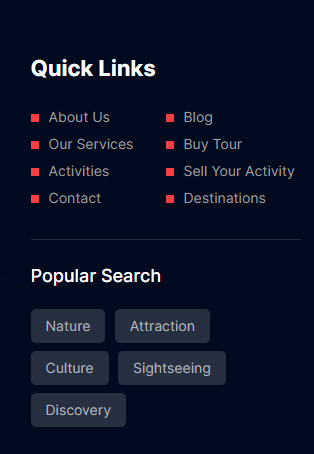 Quick Links
About Us
Blog
Our Services
Buy Tour
Activities
Sell Your Activity
Contact
Destinations
Popular Search
Nature
Attraction
Culture
Sightseeing
Discovery